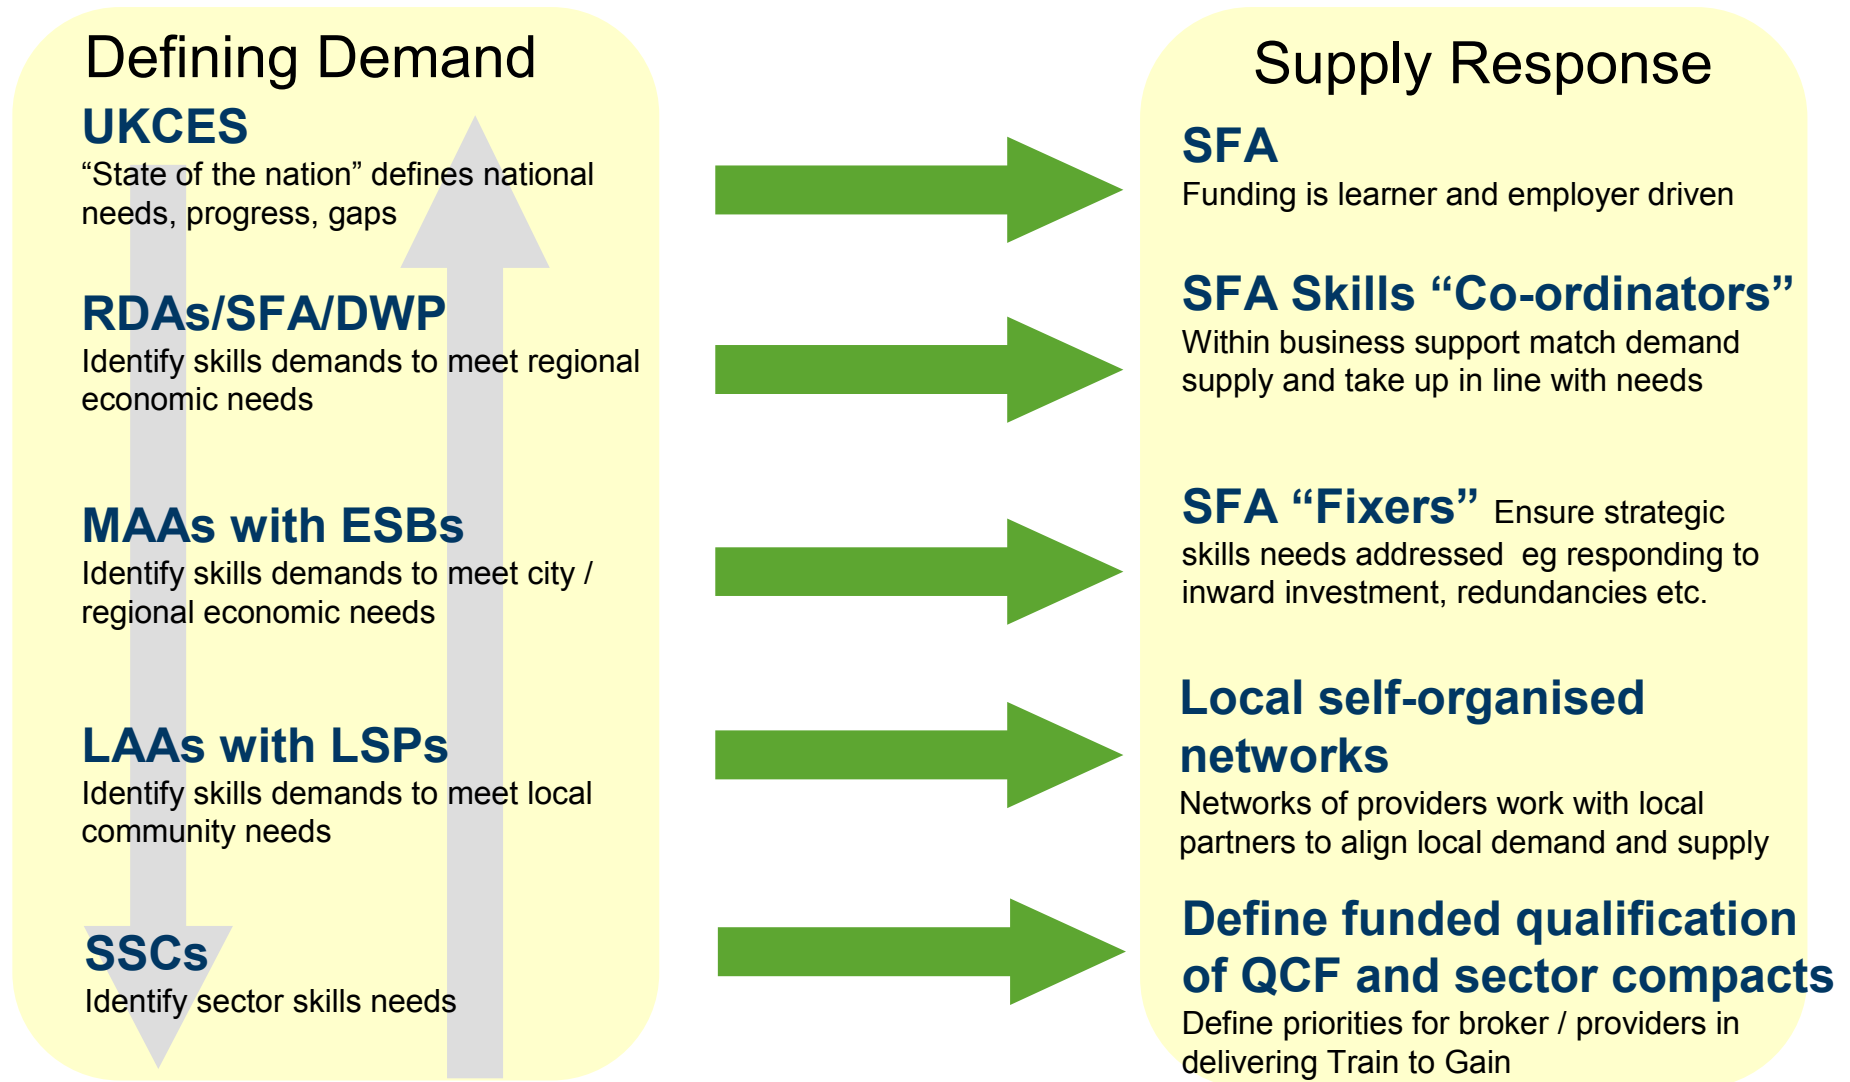 Defining Demand
UKCES
“State of the nation” defines national
needs, progress, gaps
RDAs/SFA/DWP
Identify skills demands to meet regional
economic needs
MAAs with ESBs
Identify skills demands to meet city /
regional economic needs
LAAs with LSPs
Identify skills demands to meet local
community needs
SSCs
Identify sector skills needs
Supply Response
SFA
Funding is learner and employer driven
SFA Skills “Co-ordinators”
Within business support match demand
supply and take up in line with needs
SFA “Fixers” Ensure strategic
skills needs addressed  eg responding to
inward investment, redundancies etc.
Local self-organised
networks
Networks of providers work with local
partners to align local demand and supply
Define funded qualification
of QCF and sector compacts
Define priorities for broker / providers in
delivering Train to Gain